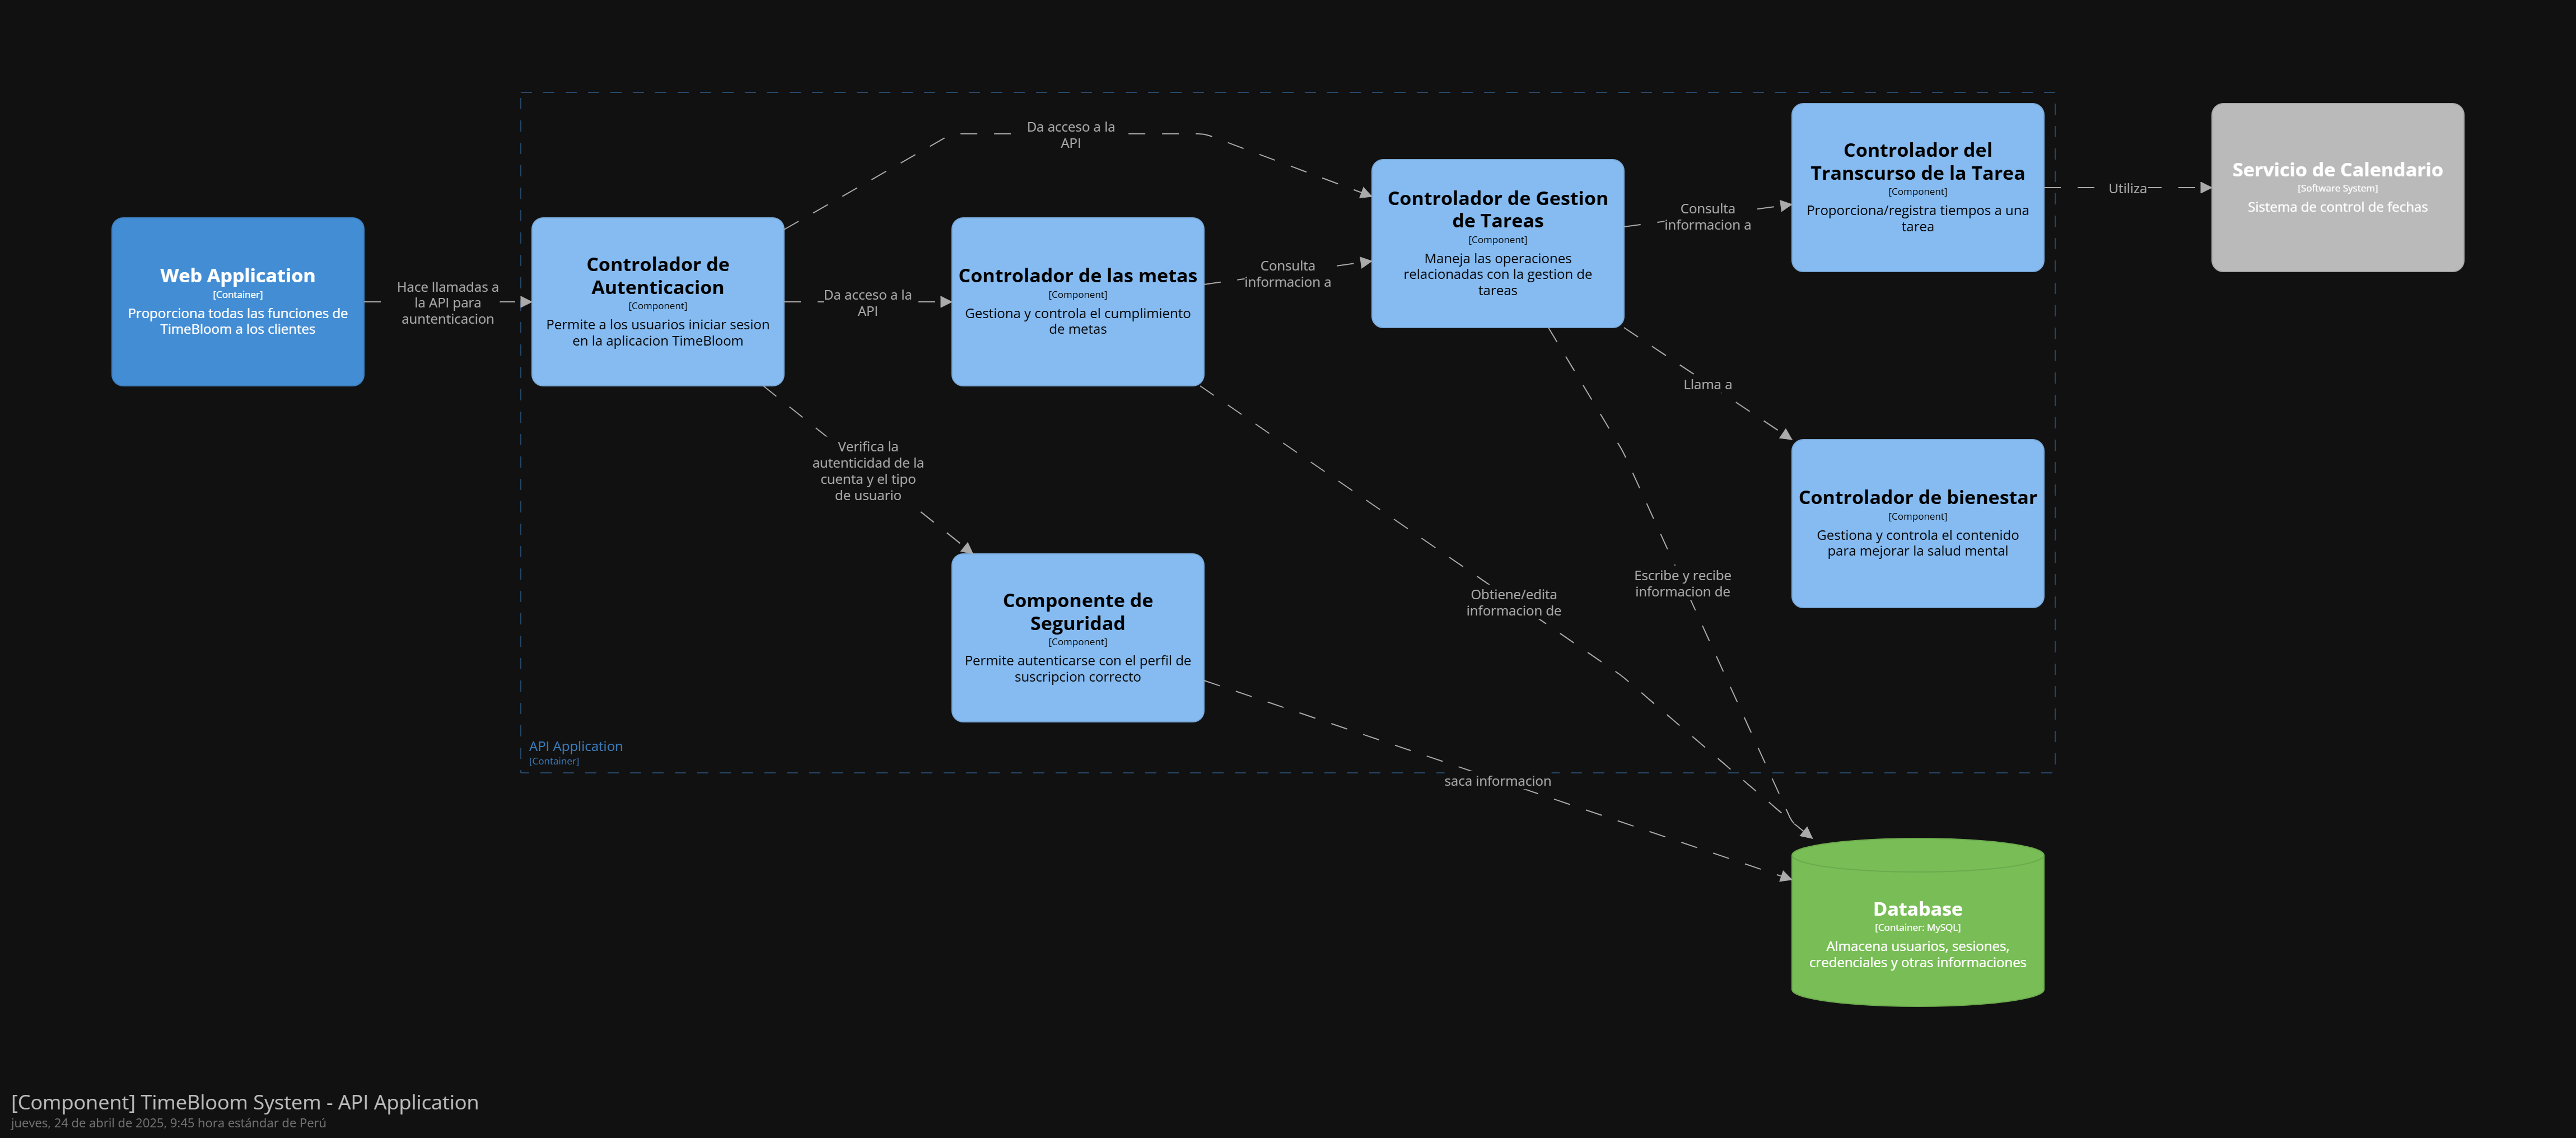 Da acceso a la
API
Controlador del
Transcurso de la Tarea
[Component]
Proporciona/registra tiempos a una
tarea
Utiliza
Servicio de Calendario
[Software System]
Sistema de control de fechas
Web Application
[Container]
Proporciona todas las funciones de
TimeBloom a los clientes
Hace llamadas a
la API para
auntenticacion
Controlador de
Autenticacion
[Component]
Permite a los usuarios iniciar sesion
en la aplicacion TimeBloom
Da acceso a la
API
Controlador de las metas
[Component]
Gestiona y controla el cumplimiento
de metas
Consulta
informacion a
Controlador de Gestion
de Tareas
[Component]
Maneja las operaciones
relacionadas con la gestion de
tareas
Consulta
informacion a
Llama a
Verifica la
autenticidad de la
cuenta y el tipo
de usuario
Controlador de bienestar
[Component]
Gestiona y controla el contenido
para mejorar la salud mental
Componente de
Seguridad
[Component]
Permite autenticarse con el perfil de
suscripcion correcto
Obtiene/edita
informacion de
Escribe y recibe
informacion de
API Application
[Container]
saca informacion
Database
[Container: MySQL]
Almacena usuarios, sesiones,
credenciales y otras informaciones
[Component] TimeBloom System - API Application
jueves, 24 de abril de 2025, 9:45 hora estándar de Perú